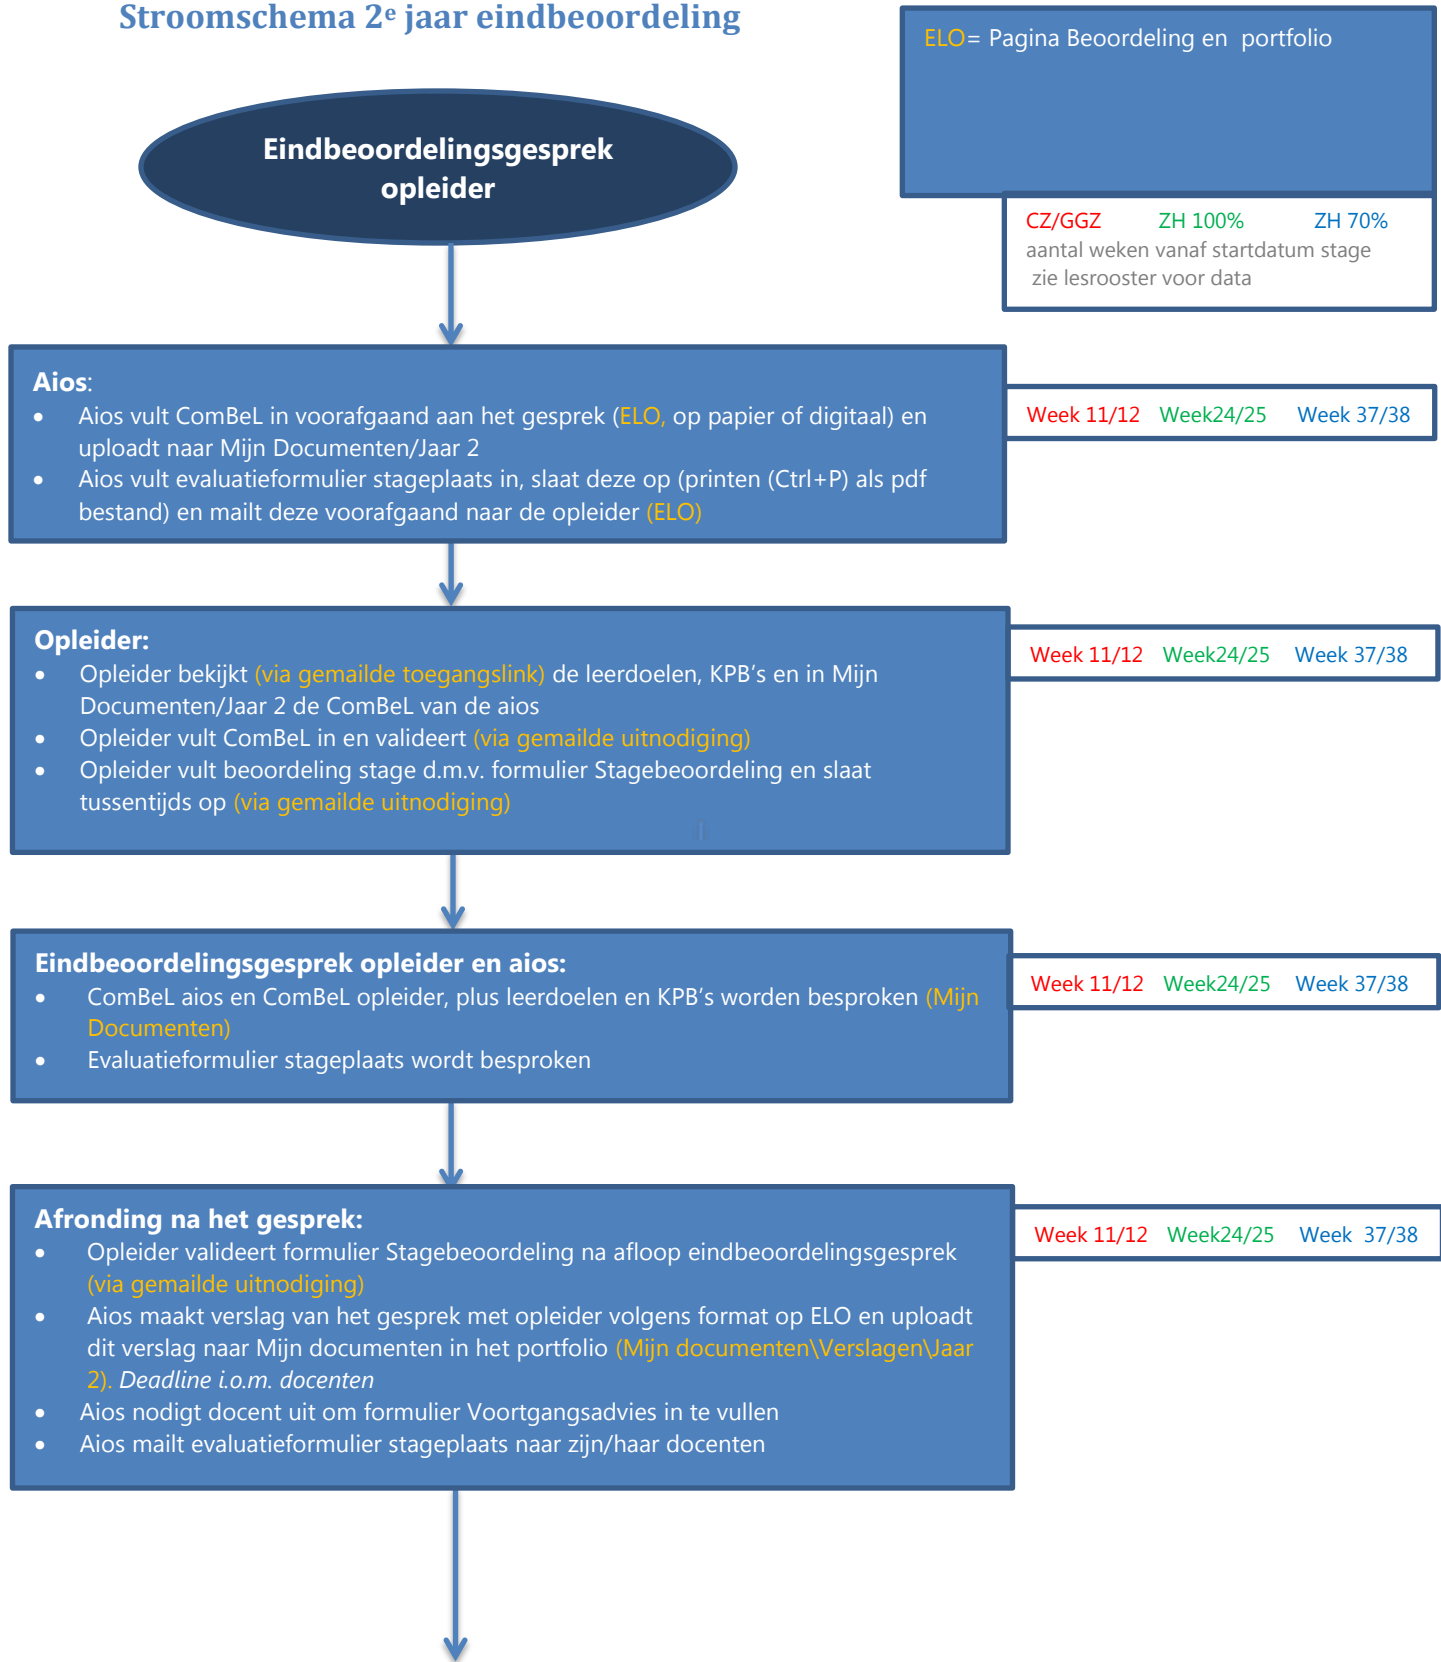 Stroomschema 2e jaar eindbeoordeling
ELO= Pagina Beoordeling en portfolio
Eindbeoordelingsgesprek
opleider
CZ/GGZ ZH 100% ZH 70%
aantal weken vanaf startdatum stage
zie lesrooster voor data
Aios:
• Aios vult ComBeL in voorafgaand aan het gesprek (ELO, op papier of digitaal) en
uploadt naar Mijn Documenten/Jaar 2
• Aios vult evaluatieformulier stageplaats in, slaat deze op (printen (Ctrl+P) als pdf
bestand) en mailt deze voorafgaand naar de opleider (ELO)
Week 11/12 Week24/25 Week 37/38
Opleider:
• Opleider bekijkt (via gemailde toegangslink) de leerdoelen, KPB’s en in Mijn
Documenten/Jaar 2 de ComBeL van de aios
• Opleider vult ComBeL in en valideert (via gemailde uitnodiging)
• Opleider vult beoordeling stage d.m.v. formulier Stagebeoordeling en slaat
tussentijds op (via gemailde uitnodiging)
Week 11/12 Week24/25 Week 37/38
Eindbeoordelingsgesprek opleider en aios:
• ComBeL aios en ComBeL opleider, plus leerdoelen en KPB’s worden besproken (Mijn
Documenten)
• Evaluatieformulier stageplaats wordt besproken
Week 11/12 Week24/25 Week 37/38
Afronding na het gesprek:
• Opleider valideert formulier Stagebeoordeling na afloop eindbeoordelingsgesprek
(via gemailde uitnodiging)
• Aios maakt verslag van het gesprek met opleider volgens format op ELO en uploadt
dit verslag naar Mijn documenten in het portfolio (Mijn documenten\Verslagen\Jaar
2). Deadline i.o.m. docenten
• Aios nodigt docent uit om formulier Voortgangsadvies in te vullen
• Aios mailt evaluatieformulier stageplaats naar zijn/haar docenten
Week 11/12 Week24/25 Week 37/38